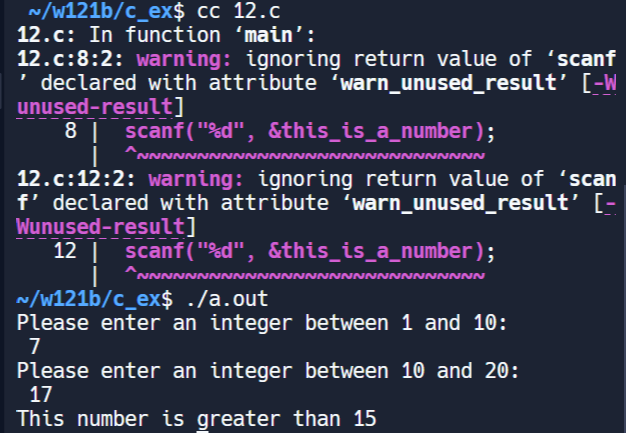 ~/w121b/c_ex$ cc 12.c
12.c: In function ‘main’:
12.c:8:2: warning: ignoring return value of ‘scanf
’ declared with attribute ‘warn_unused_result’ [-W
unused-result]
8 | scanf("%d", &this_is_a_number);
| ^~~~~~~~~~~~~~~~~~~~~~~~~~~~~~
12.c:12:2: warning: ignoring return value of ‘scan
f’ declared with attribute ‘warn_unused_result’ [-
Wunused-result]
12 | scanf("%d", &this_is_a_number);
| ^~~~~~~~~~~~~~~~~~~~~~~~~~~~~~
~/w121b/c_ex$ ./a.out
Please enter an integer between 1 and 10:
7
Please enter an integer between 10 and 20:
17
This number is greater than 15